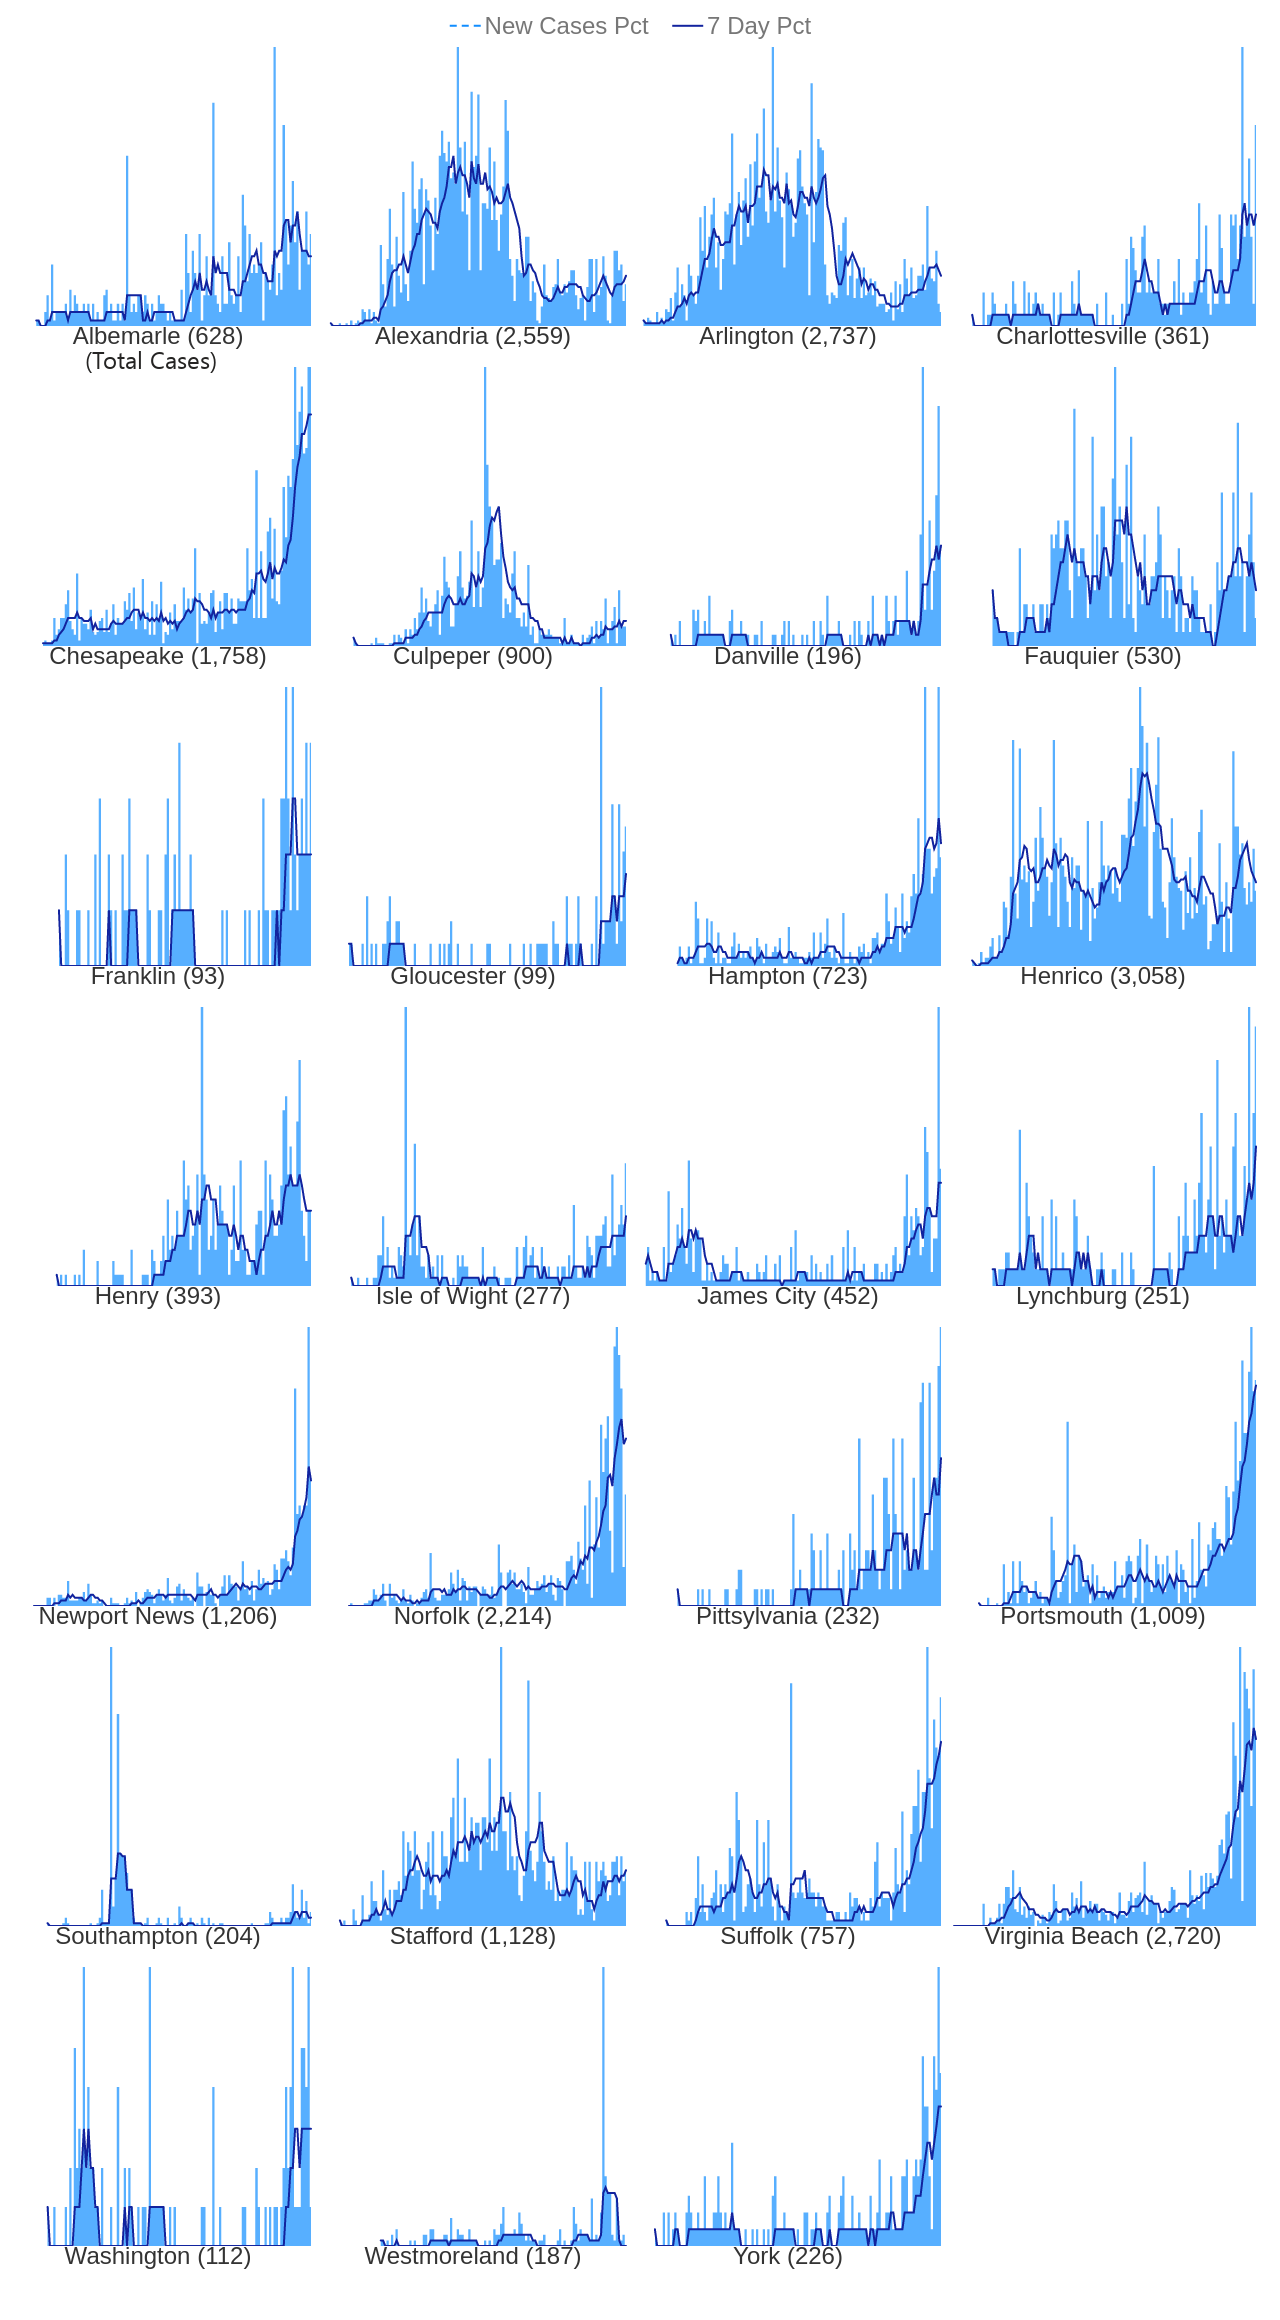 New Cases Pct 7 Day Pct
Albemarle (628) Alexandria (2,559) Arlington (2,737) Charlottesville (361)
(Total Cases)
Chesapeake (1,758) Culpeper (900) Danville (196) Fauquier (530)
Franklin (93) Gloucester (99) Hampton (723) Henrico (3,058)
Henry (393) Isle of Wight (277) James City (452) Lynchburg (251)
Newport News (1,206) Norfolk (2,214) Pittsylvania (232) Portsmouth (1,009)
Southampton (204) Stafford (1,128) Suffolk (757) Virginia Beach (2,720)
Washington (112) Westmoreland (187) York (226)